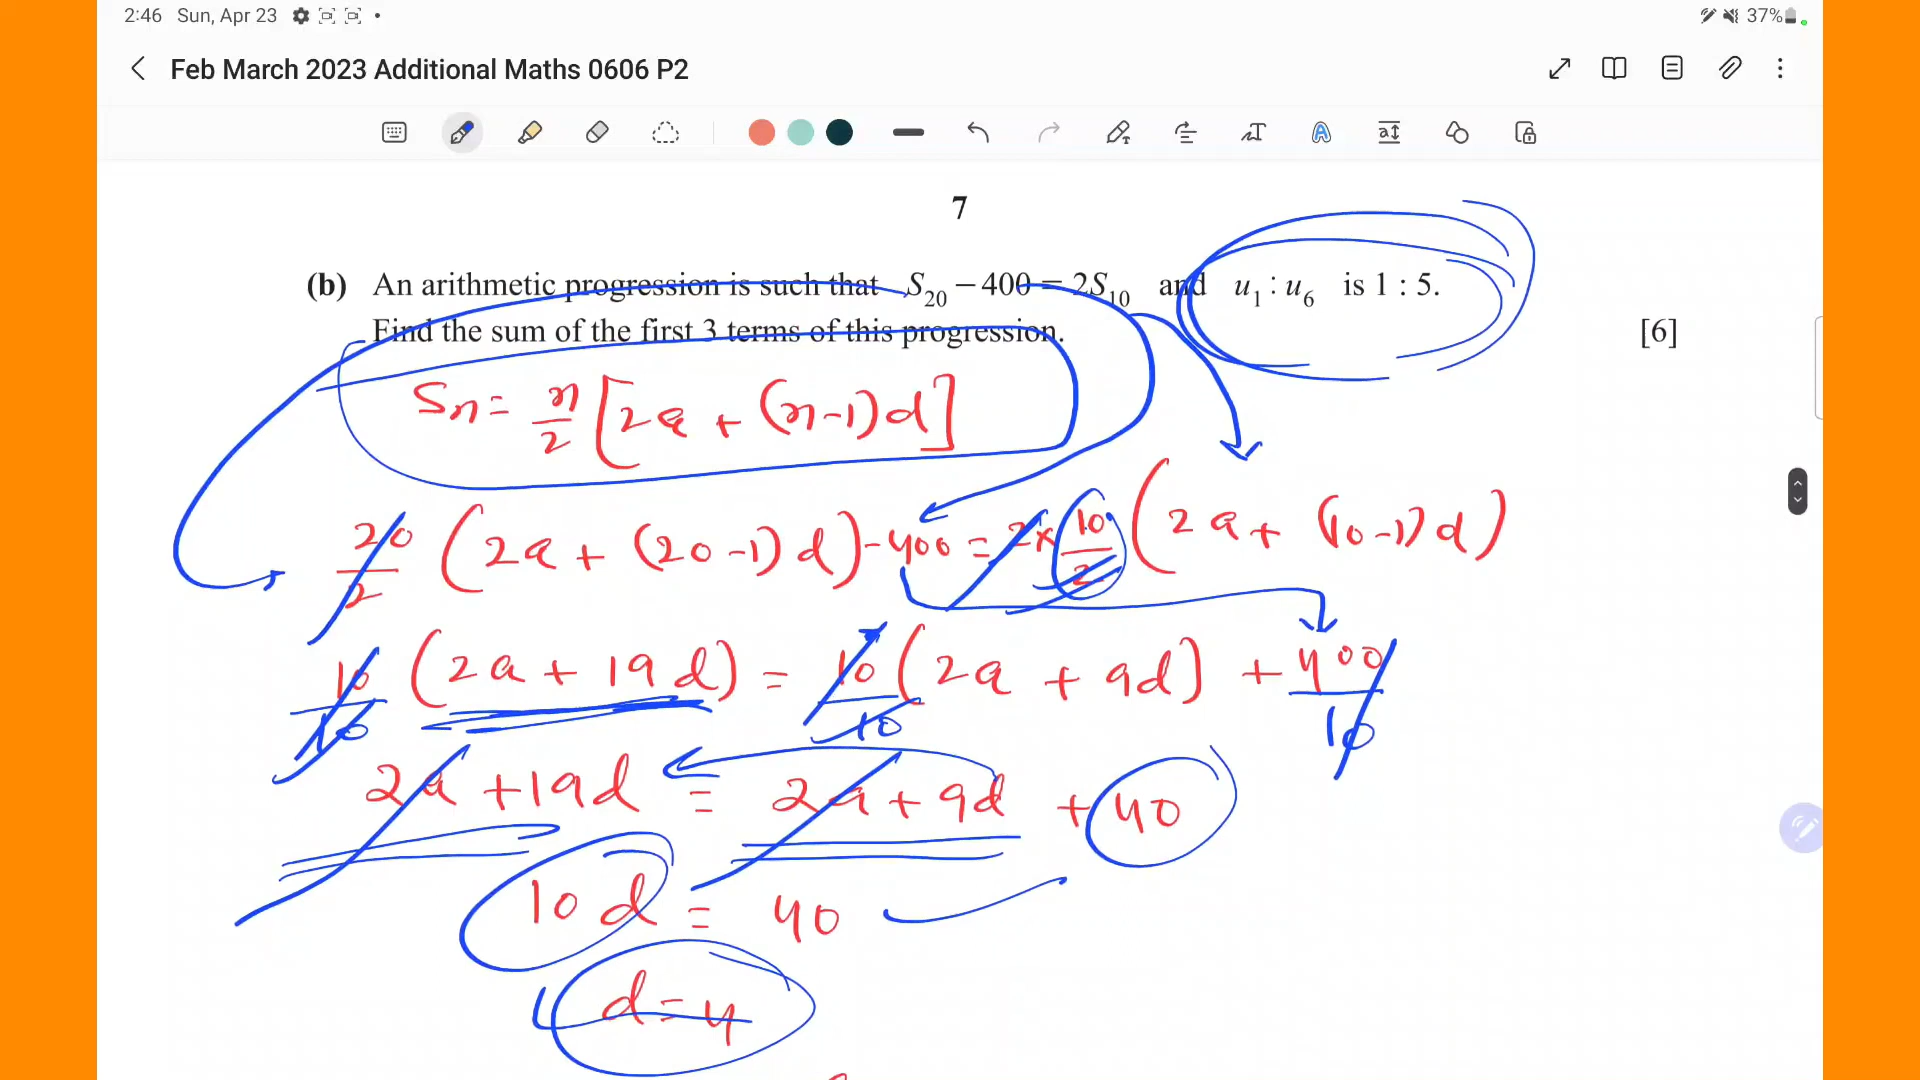 2:46 Sun, Apr 23
37%
Feb March 2023 Additional Maths 0606 P2
7
(b) An arithmetic progression is such that S₂₀ − 400 = 2S₁₀ and u₁ : u₆ is 1 : 5.
Find the sum of the first 3 terms of this progression. [6]
Sn = n/2 [2a + (n-1)d]
20/2 (2a + (20-1)d) - 400 = 2 x 10/2 (2a + (10-1)d)
10/10 (2a + 19d) = 10/10 (2a + 9d) + 400/10
2a + 19d = 2a + 9d + 40
10d = 40
d = 4